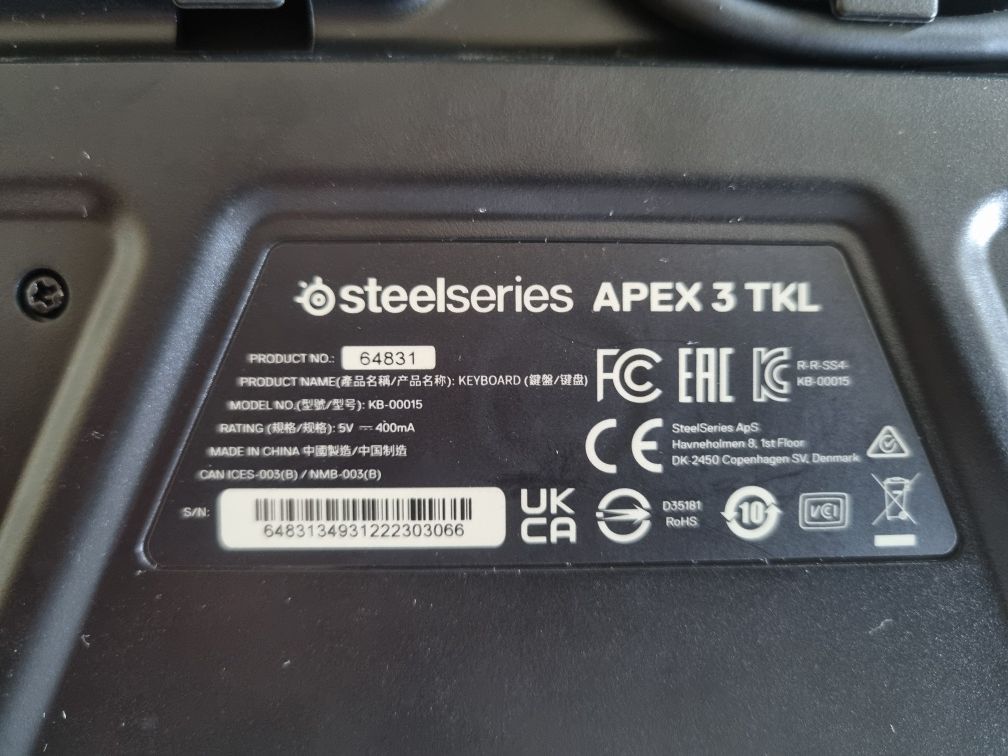 steelseries APEX 3 TKL
PRODUCT NO.: 64831
PRODUCT NAME(產品名稱/产品名称): KEYBOARD (鍵盤/键盘)
MODEL NO.(型號/型号): KB-00015
RATING (規格/规格): 5V ⎓ 400mA
MADE IN CHINA 中國製造/中国制造
CAN ICES-003(B) / NMB-003(B)
S/N:
6483134931222303066
FC EAC KC
R-R-SS4-
KB-00015
CE
SteelSeries ApS
Havneholmen 8, 1st Floor
DK-2450 Copenhagen SV, Denmark
UK
CA
D35181
RoHS
10
VCI